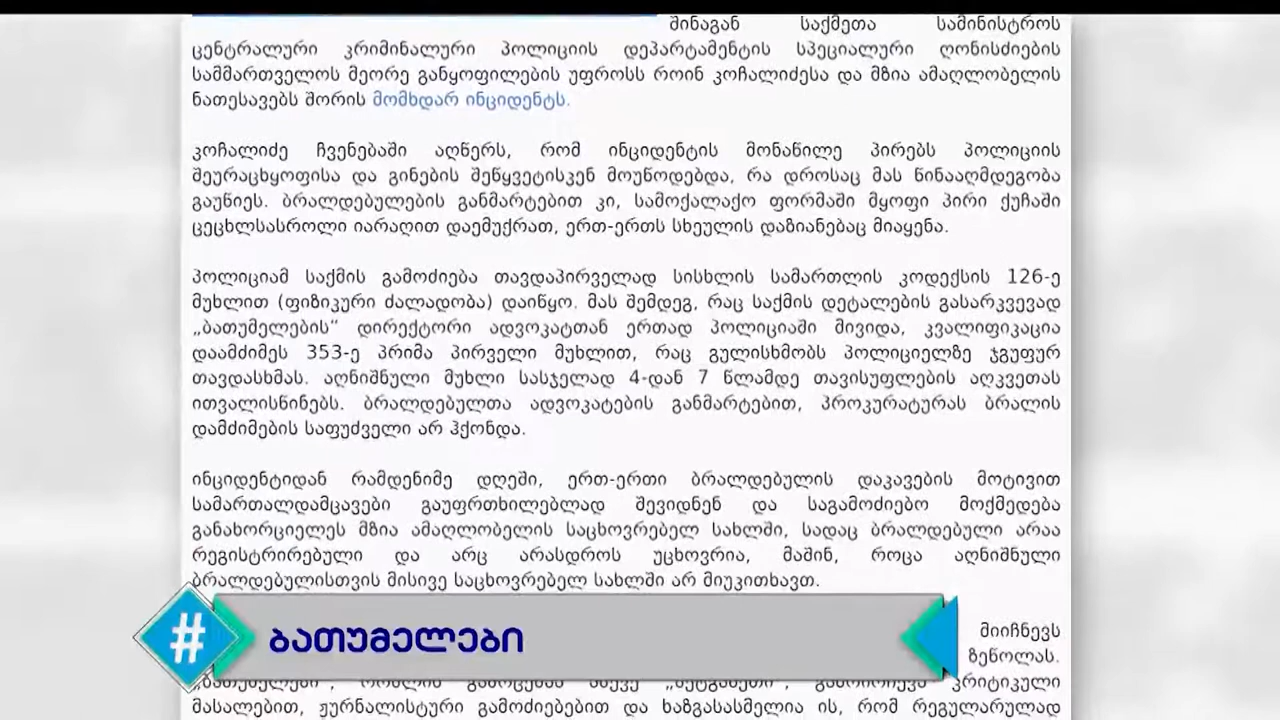 შინაგან საქმეთა სამინისტროს
ცენტრალური კრიმინალური პოლიციის დეპარტამენტის სპეციალური ღონისძიების
სამმართველოს მეორე განყოფილების უფროსს როინ კოჩალიძესა და მზია ამაღლობელის
ნათესავებს შორის მომხდარ ინციდენტს.
კოჩალიძე ჩვენებაში აღწერს, რომ ინციდენტის მონაწილე პირებს პოლიციის
შეურაცხყოფისა და გინების შეწყვეტისკენ მოუწოდებდა, რა დროსაც მას წინააღმდეგობა
გაუწიეს. ბრალდებულების განმარტებით კი, სამოქალაქო ფორმაში მყოფი პირი ქუჩაში
ცეცხლსასროლი იარაღით დაემუქრათ, ერთ-ერთს სხეულის დაზიანებაც მიაყენა.
პოლიციამ საქმის გამოძიება თავდაპირველად სისხლის სამართლის კოდექსის 126-ე
მუხლით (ფიზიკური ძალადობა) დაიწყო. მას შემდეგ, რაც საქმის დეტალების გასარკვევად
„ბათუმელების“ დირექტორი ადვოკატთან ერთად პოლიციაში მივიდა, კვალიფიკაცია
დაამძიმეს 353-ე პრიმა პირველი მუხლით, რაც გულისხმობს პოლიციელზე ჯგუფურ
თავდასხმას. აღნიშნული მუხლი სასჯელად 4-დან 7 წლამდე თავისუფლების აღკვეთას
ითვალისწინებს. ბრალდებულთა ადვოკატების განმარტებით, პროკურატურას ბრალის
დამძიმების საფუძველი არ ჰქონდა.
ინციდენტიდან რამდენიმე დღეში, ერთ-ერთი ბრალდებულის დაკავების მოტივით
სამართალდამცავები გაუფრთხილებლად შევიდნენ და საგამოძიებო მოქმედება
განახორციელეს მზია ამაღლობელის საცხოვრებელ სახლში, სადაც ბრალდებული არაა
რეგისტრირებული და არც არასდროს უცხოვრია, მაშინ, როცა აღნიშნული
ბრალდებულისთვის მისივე საცხოვრებელ სახლში არ მიუკითხავთ.
# ბათუმელები
მიიჩნევს
ზეწოლას.
კრიტიკული
მასალებით, ჟურნალისტური გამოძიებებით და ხაზგასასმელია ის, რომ რეგულარულად